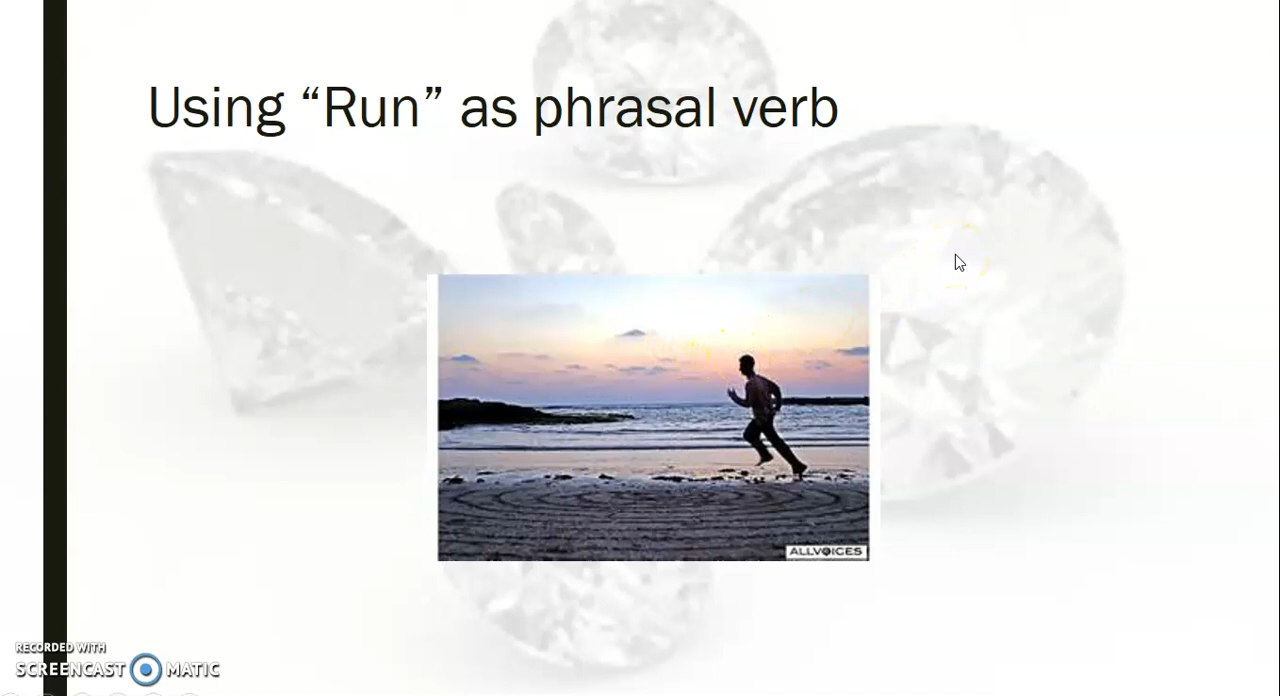 Using “Run” as phrasal verb
ALLVOICES
RECORDED WITH
SCREENCAST MATIC